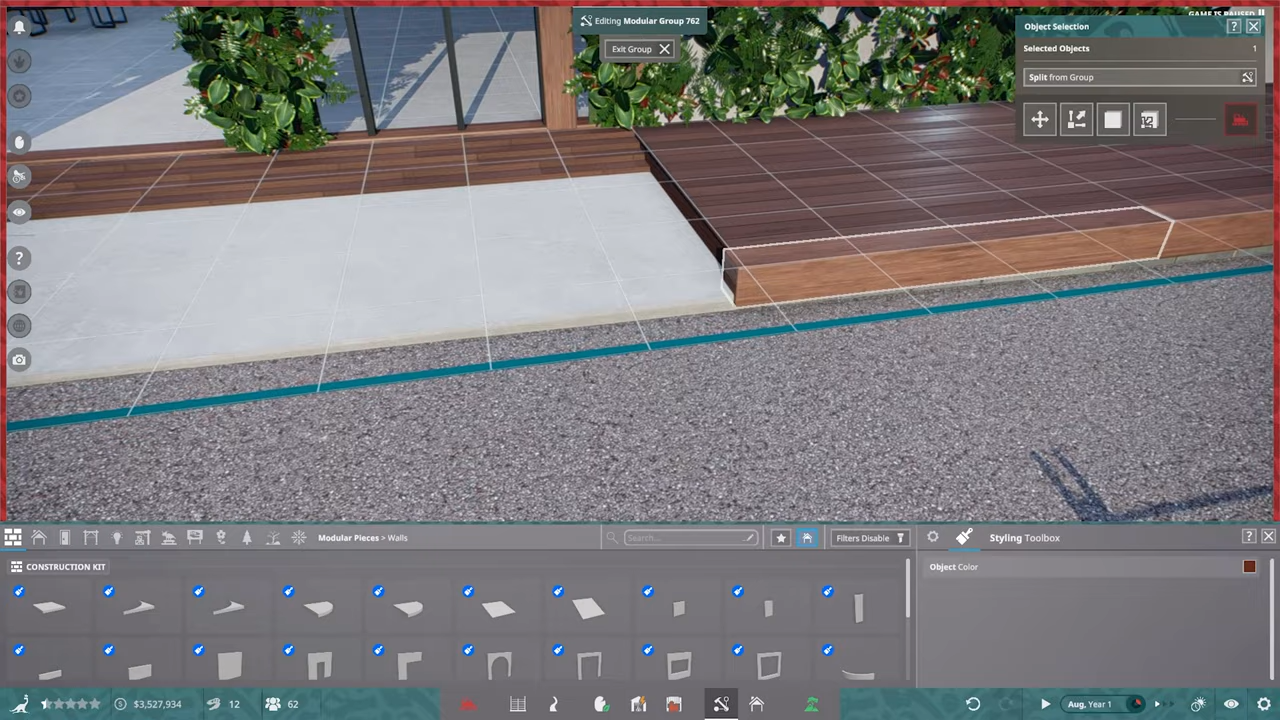 Editing Modular Group 762
GAME IS PAUSED
Exit Group
Object Selection
?
Selected Objects 1
Split from Group
12
?
Modular Pieces > Walls
Search...
Filters Disable
Styling Toolbox
?
CONSTRUCTION KIT
Object Color
$3,527,934
12
62
Aug, Year 1